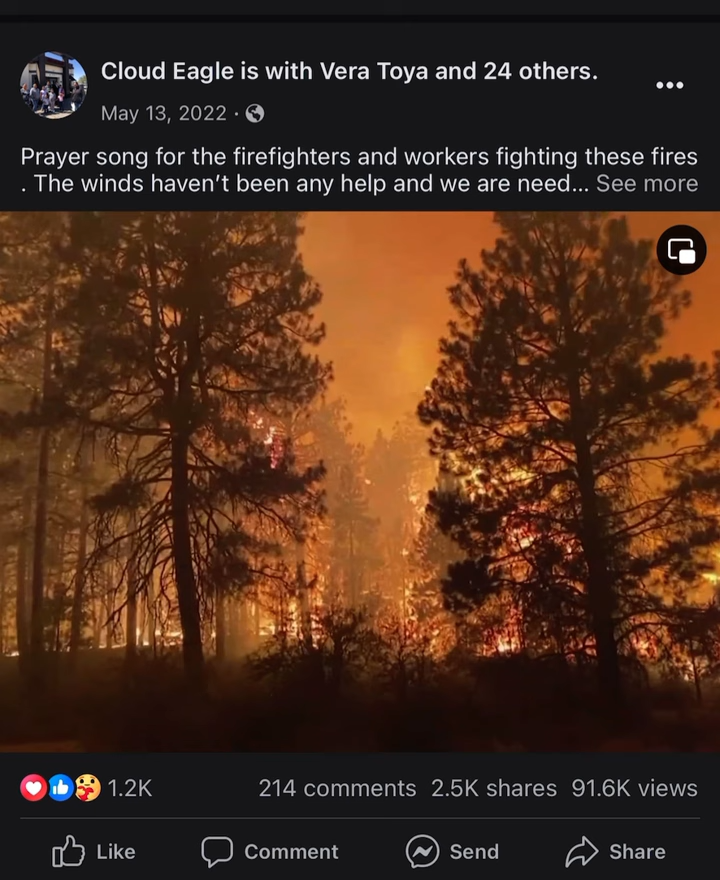 Cloud Eagle is with Vera Toya and 24 others.
May 13, 2022 ·
Prayer song for the firefighters and workers fighting these fires
. The winds haven’t been any help and we are need... See more
1.2K 214 comments 2.5K shares 91.6K views
Like Comment Send Share